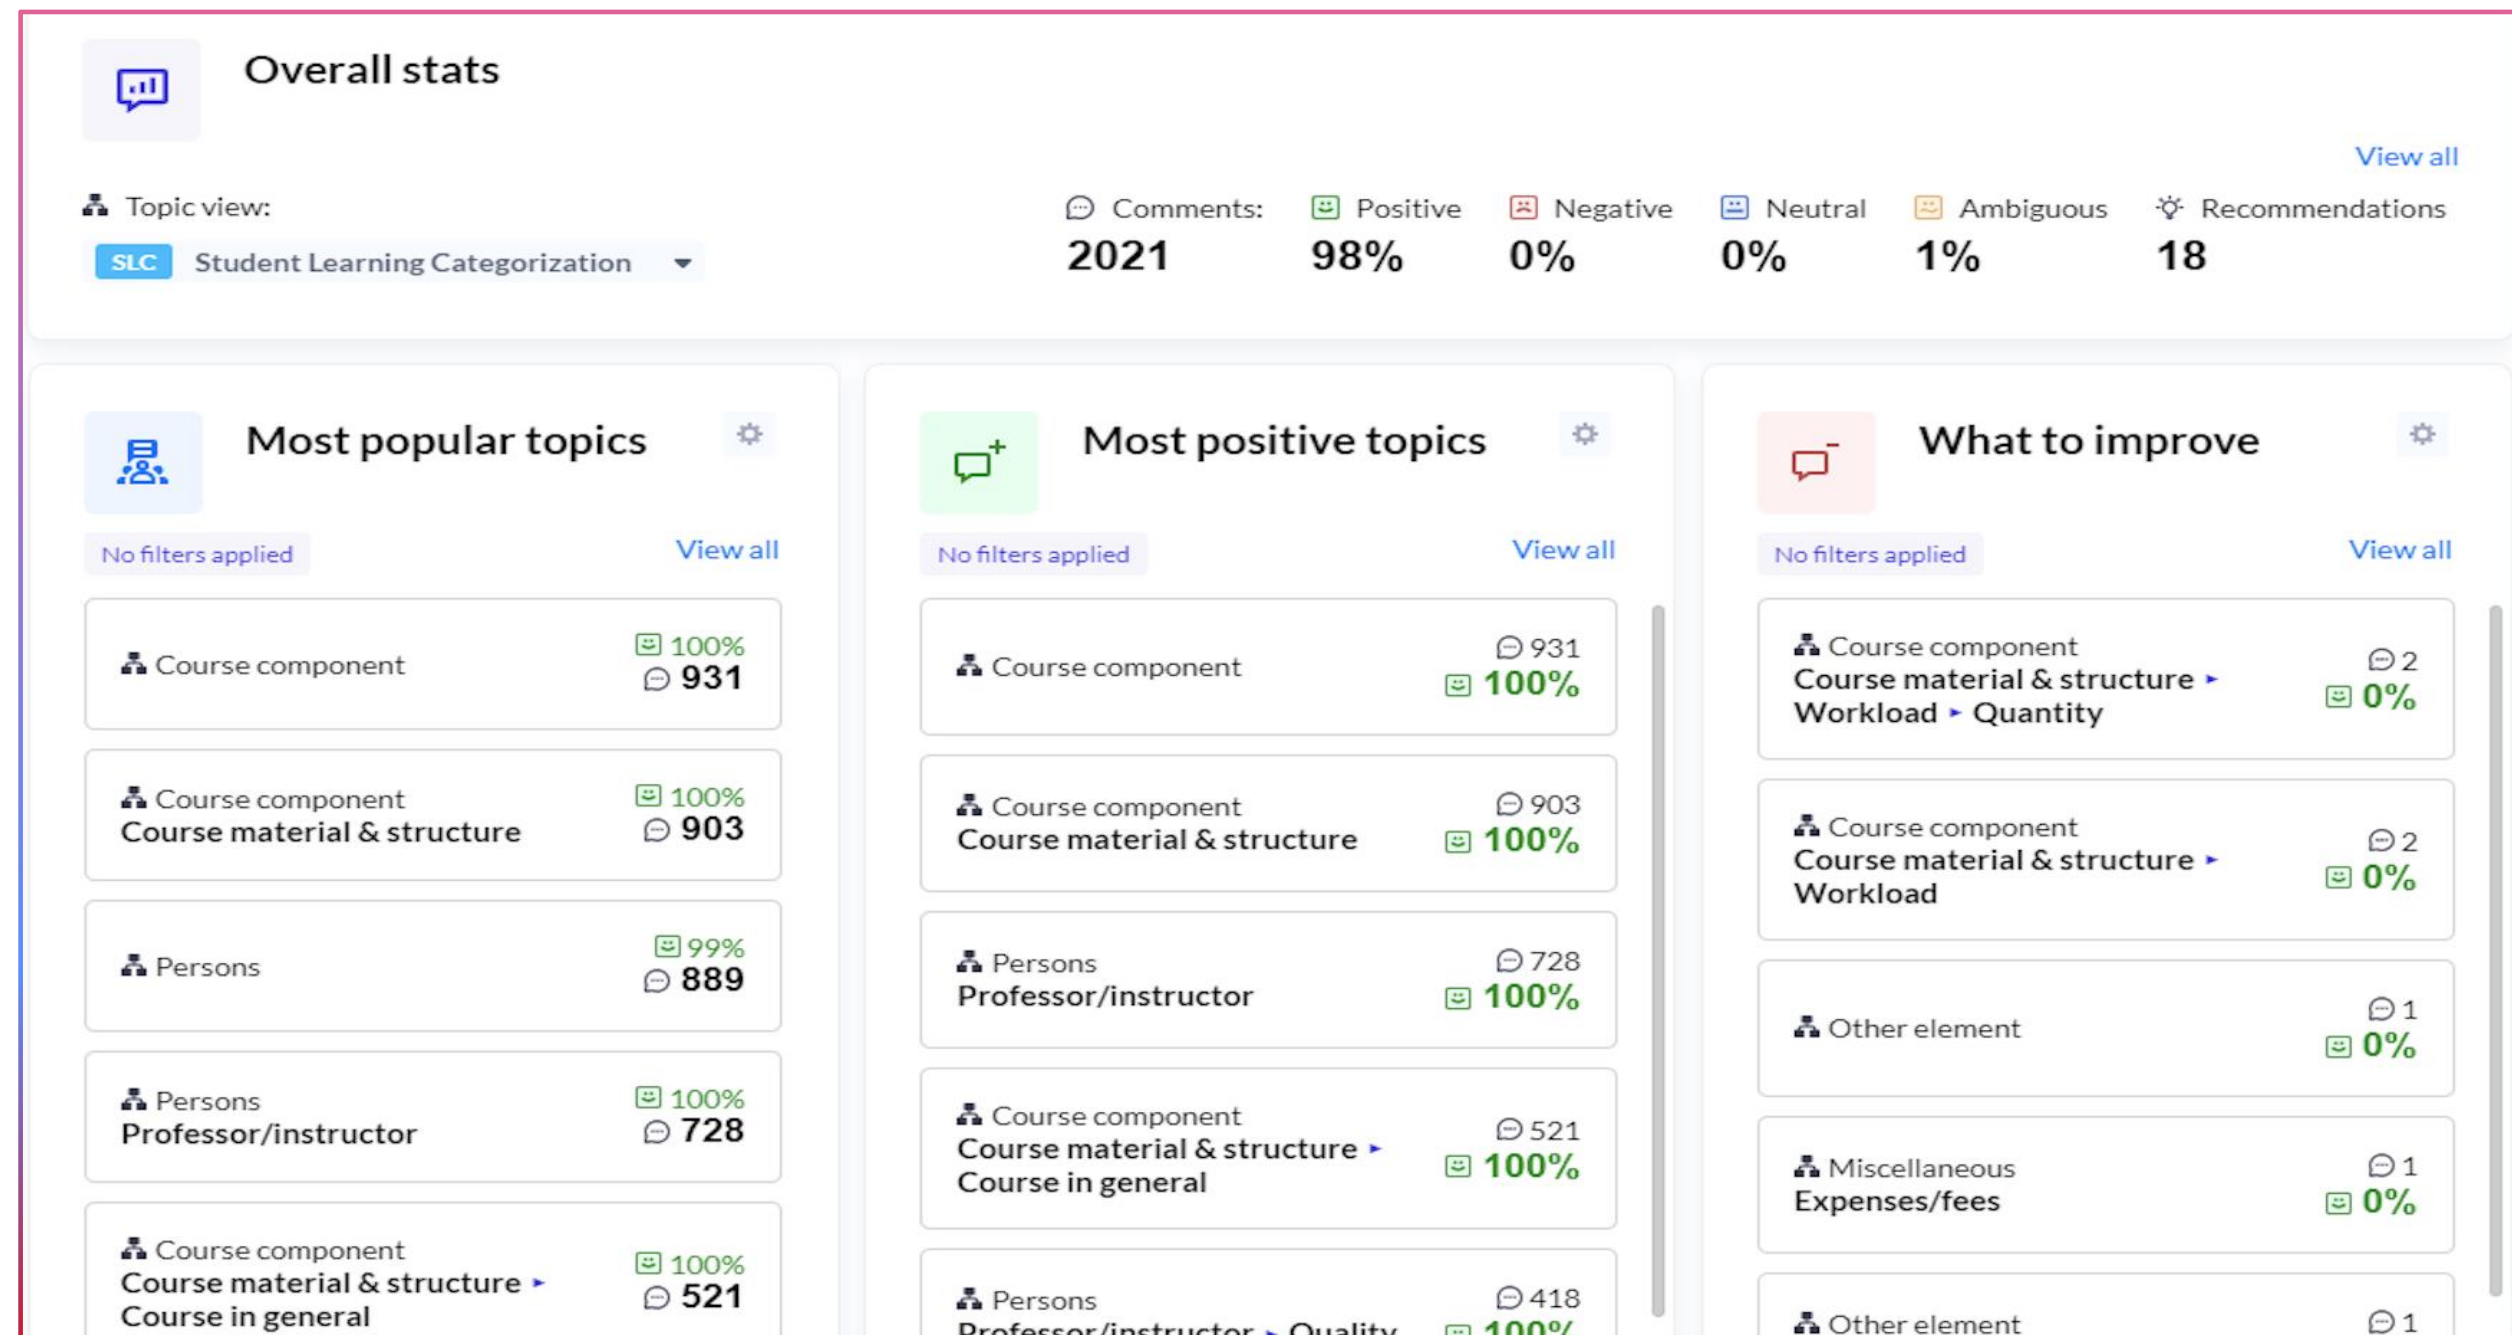 Overall stats
View all
Topic view:
SLC Student Learning Categorization
Comments: Positive Negative Neutral Ambiguous Recommendations
2021 98% 0% 0% 1% 18
Most popular topics
No filters applied View all
Course component
100%
931
Course component
Course material & structure
100%
903
Persons
99%
889
Persons
Professor/instructor
100%
728
Course component
Course material & structure ▸
Course in general
100%
521
Most positive topics
No filters applied View all
Course component
931
100%
Course component
Course material & structure
903
100%
Persons
Professor/instructor
728
100%
Course component
Course material & structure ▸
Course in general
521
100%
Persons
Professor/instructor ▸ Quality
418
100%
What to improve
No filters applied View all
Course component
Course material & structure ▸
Workload ▸ Quantity
2
0%
Course component
Course material & structure ▸
Workload
2
0%
Other element
1
0%
Miscellaneous
Expenses/fees
1
0%
Other element
1